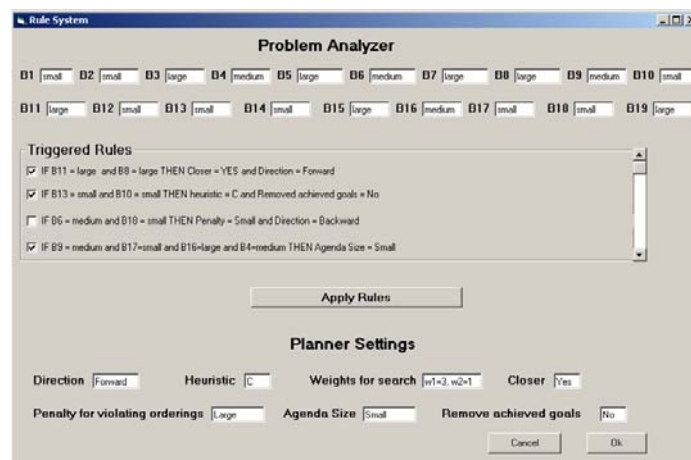 Rule System
Problem Analyzer
B1 small B2 small B3 large B4 medium B5 large B6 medium B7 large B8 large B9 medium B10 small
B11 large B12 small B13 small B14 small B15 large B16 medium B17 small B18 small B19 large
Triggered Rules
IF B11 = large and B8 = large THEN Closer = YES and Direction = Forward
IF B13 = small and B10 = small THEN heuristic = C and Removed achieved goals = No
IF B6 = medium and B18 = small THEN Penalty = Small and Direction = Backward
IF B9 = medium and B17=small and B16=large and B4=medium THEN Agenda Size = Small
Apply Rules
Planner Settings
Direction Forward Heuristic C Weights for search w1=3, w2=1 Closer Yes
Penalty for violating orderings Large Agenda Size Small Remove achieved goals No
Cancel Ok